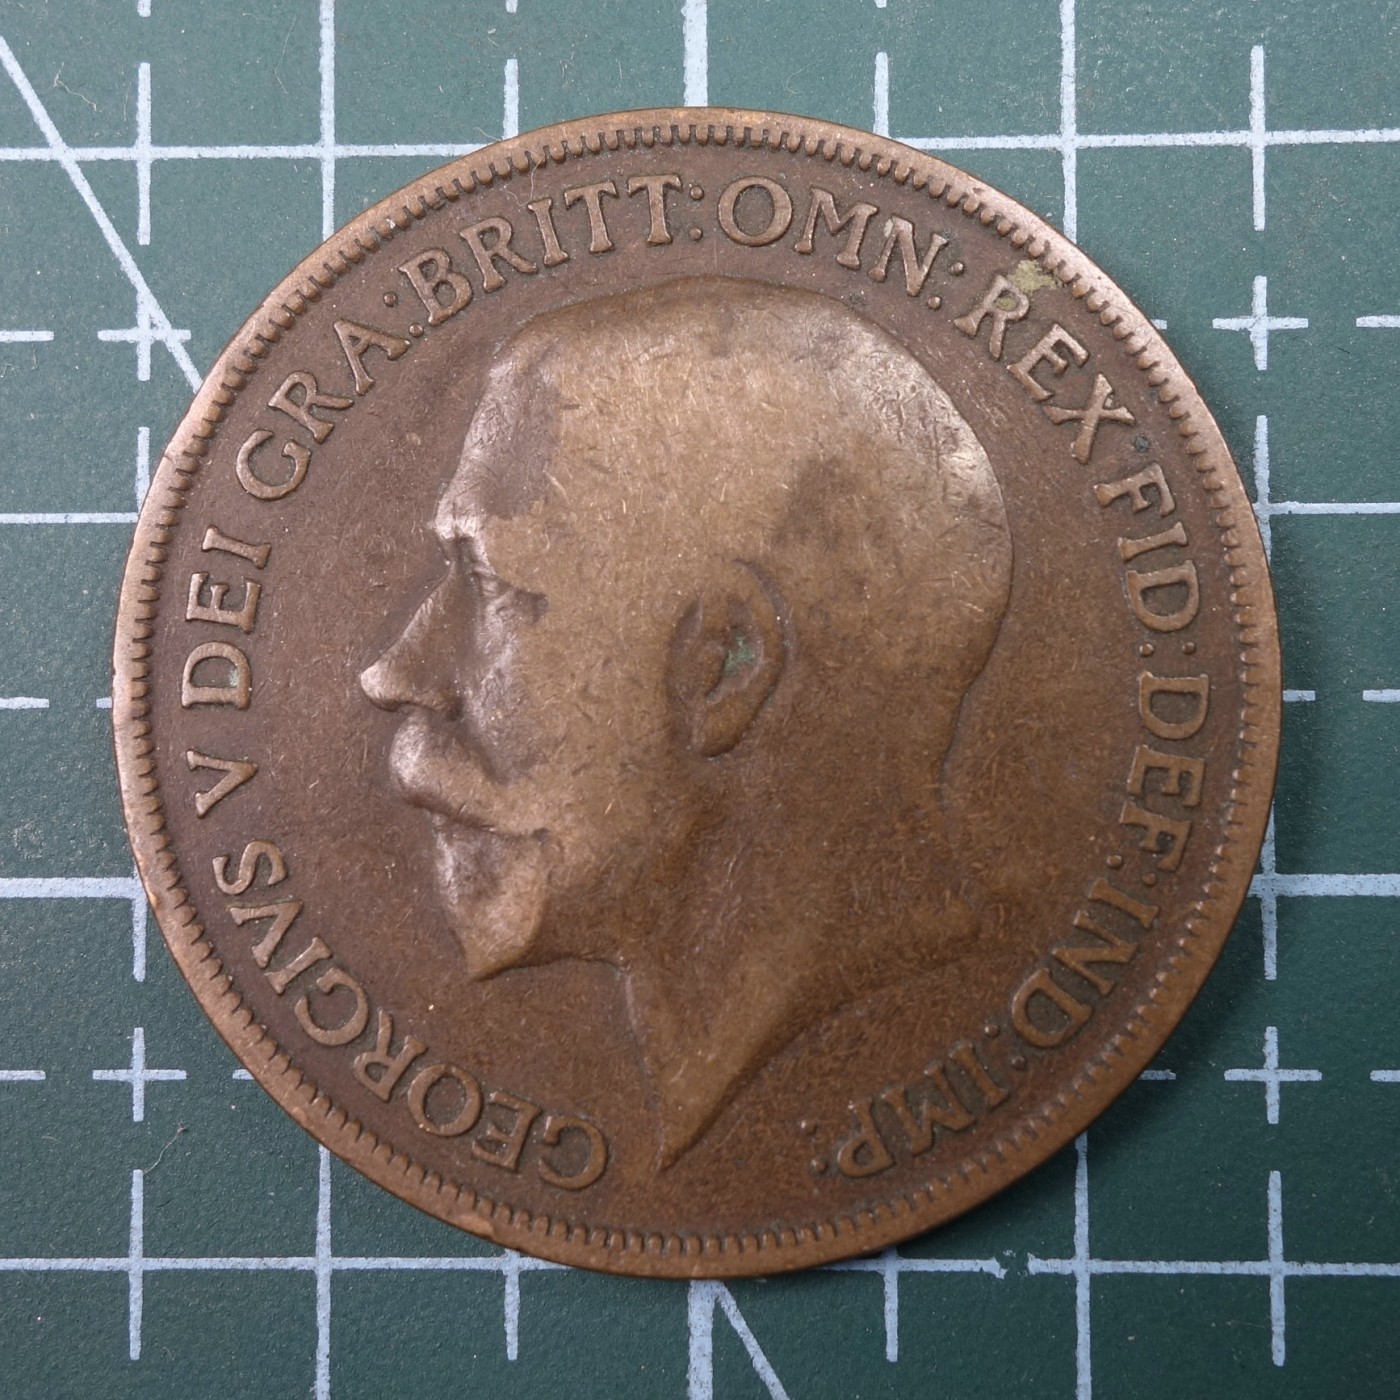 GEORGIVS V DEI GRA: BRITT: OMN: REX FID: DEF: IND: IMP: